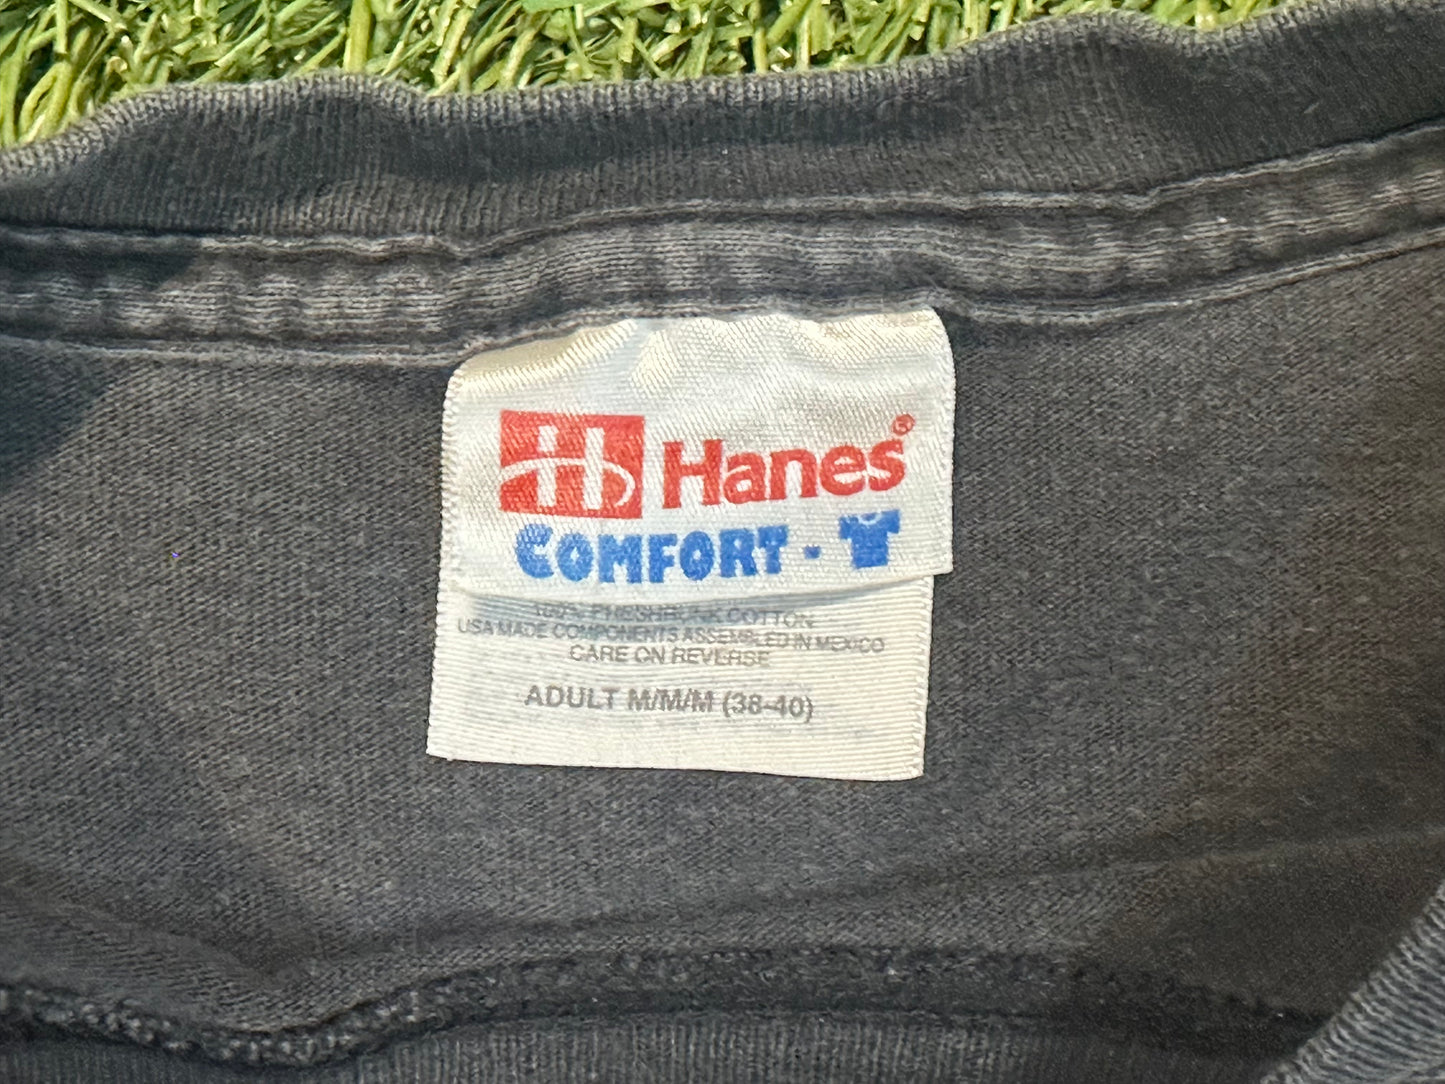 H Hanes®
COMFORT-
100% PRESHRUNK COTTON
USA MADE COMPONENTS ASSEMBLED IN MEXICO
CARE ON REVERSE
ADULT M/M/M (38-40)